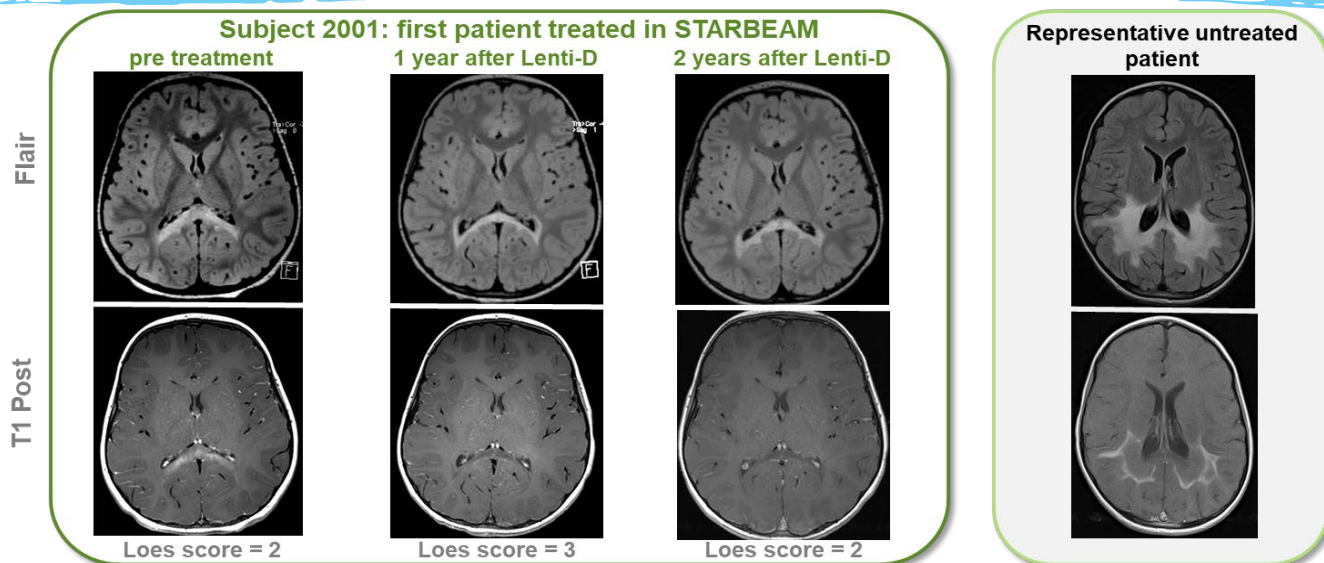 Subject 2001: first patient treated in STARBEAM
pre treatment
1 year after Lenti-D
2 years after Lenti-D
Representative untreated
patient
Flair
T1 Post
F
F
Loes score = 2
Loes score = 3
Loes score = 2